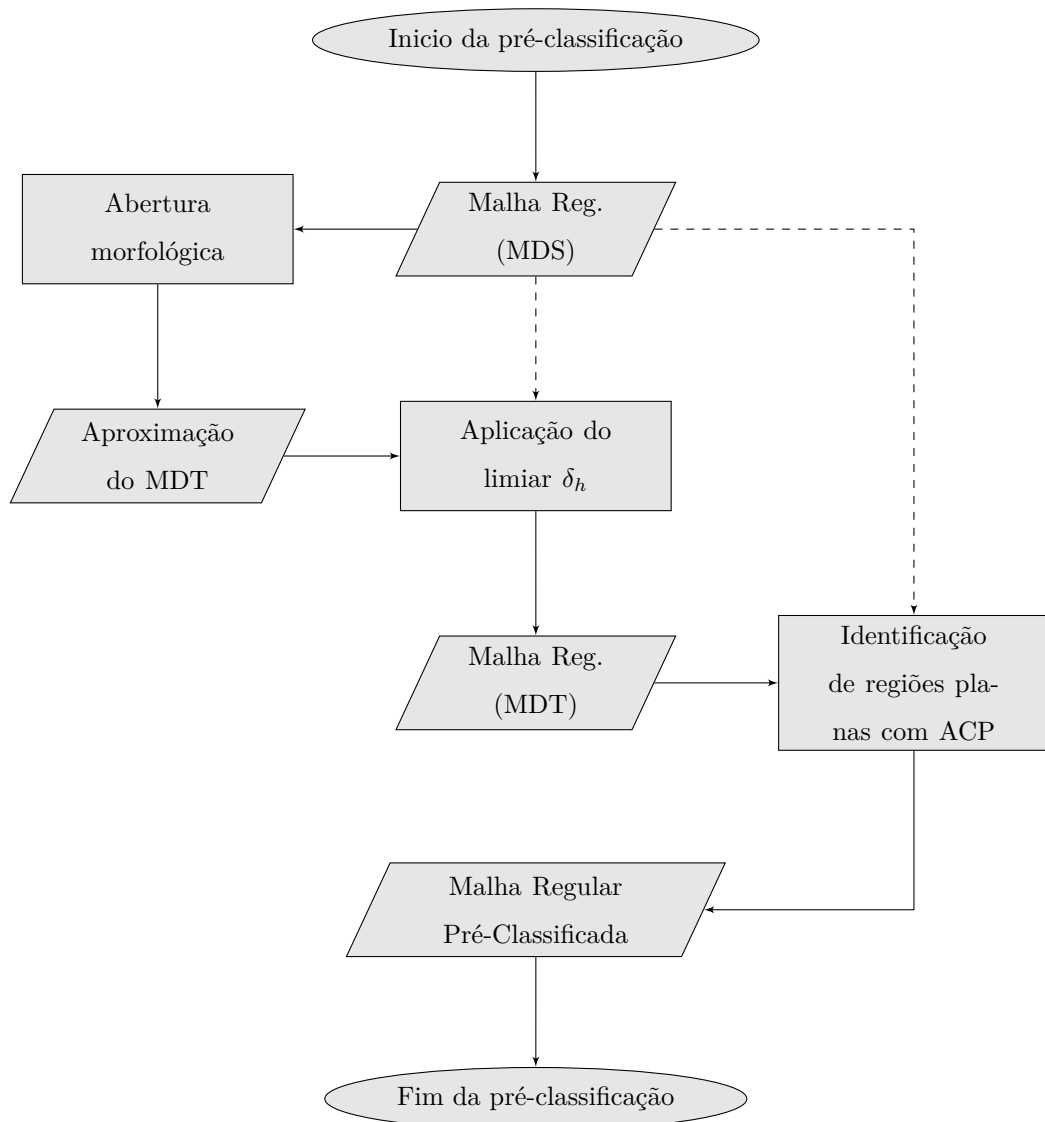 Inicio da pré-classificação
Malha Reg.
(MDS)
Abertura
morfológica
Aproximação
do MDT
Aplicação do
limiar δₕ
Malha Reg.
(MDT)
Identificação
de regiões pla-
nas com ACP
Malha Regular
Pré-Classificada
Fim da pré-classificação